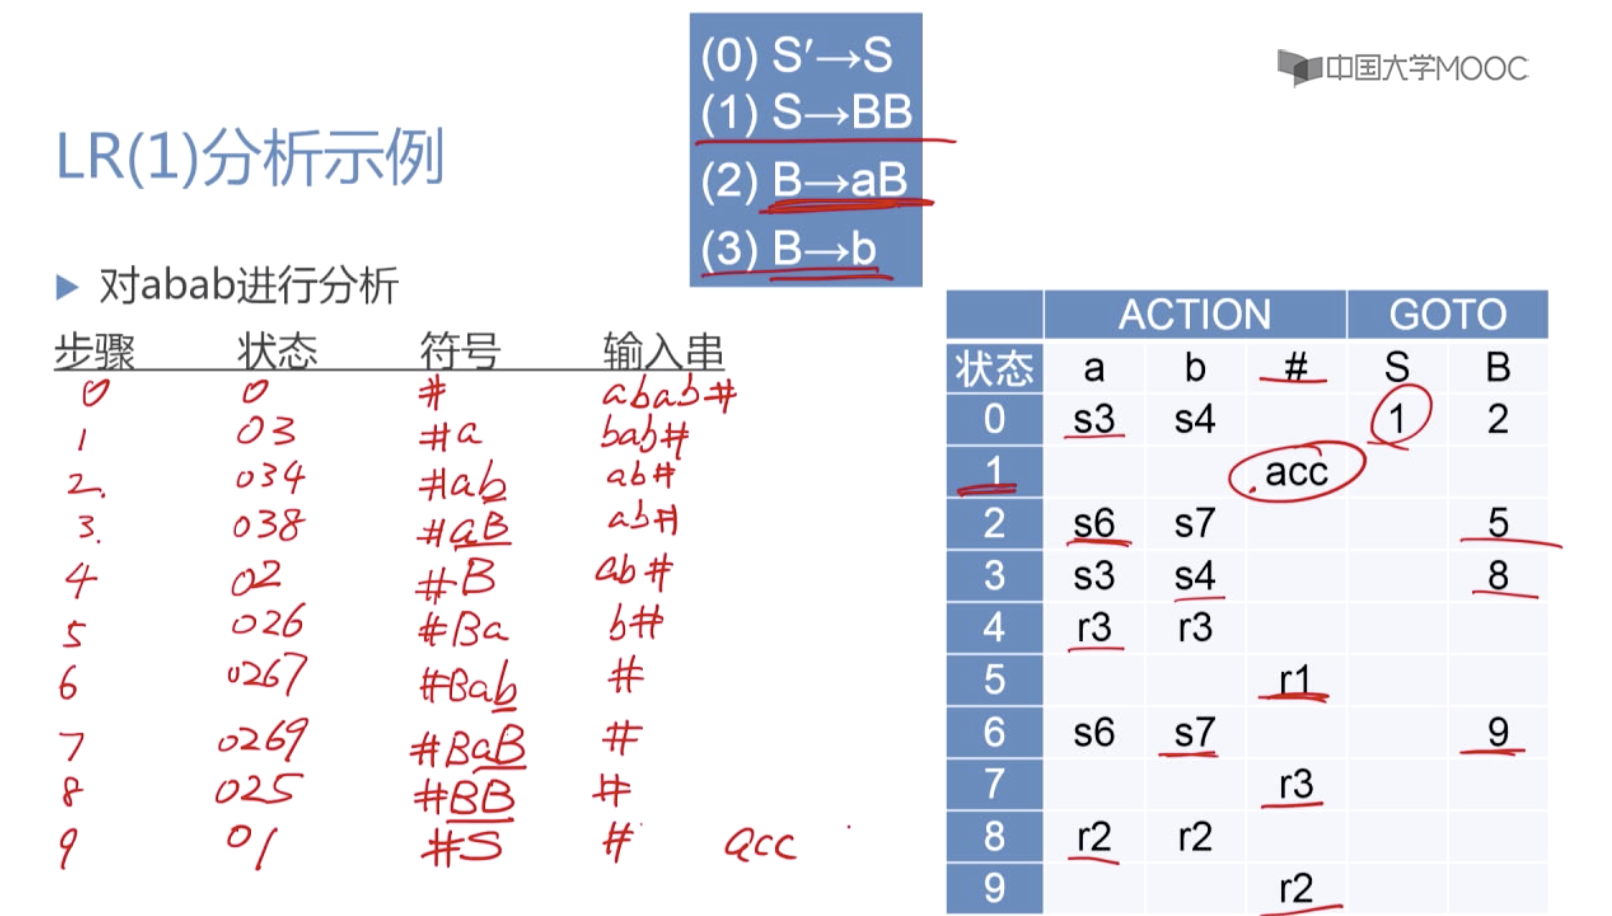 (0) S′→S
(1) S→BB
(2) B→aB
(3) B→b
中国大学MOOC
LR(1)分析示例
对abab进行分析
步骤 状态 符号 输入串
0 0 # abab#
1 03 #a bab#
2. 034 #ab ab#
3. 038 #aB ab#
4 02 #B ab#
5 026 #Ba b#
6 0267 #Bab #
7 0269 #BaB #
8 025 #BB #
9 01 #S # acc
ACTION GOTO
状态 a b # S B
0 s3 s4 1 2
1 acc
2 s6 s7 5
3 s3 s4 8
4 r3 r3
5 r1
6 s6 s7 9
7 r3
8 r2 r2
9 r2